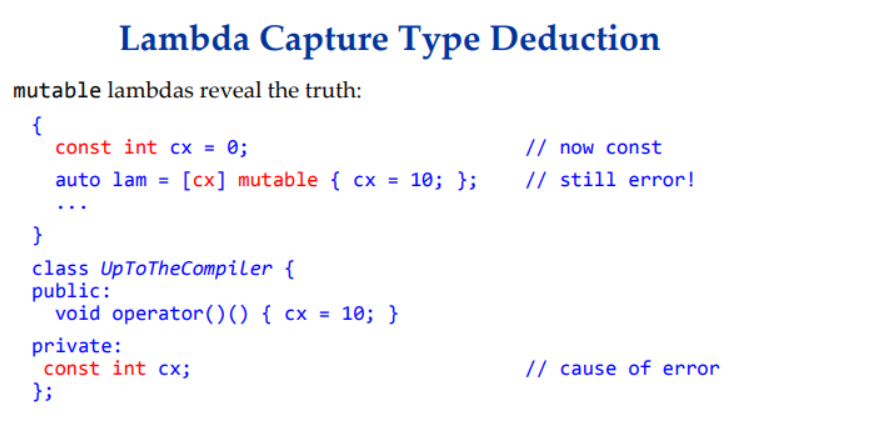 Lambda Capture Type Deduction
mutable lambdas reveal the truth:
{
const int cx = 0; // now const
auto lam = [cx] mutable { cx = 10; }; // still error!
...
}
class UpToTheCompiler {
public:
void operator()() { cx = 10; }
private:
const int cx; // cause of error
};